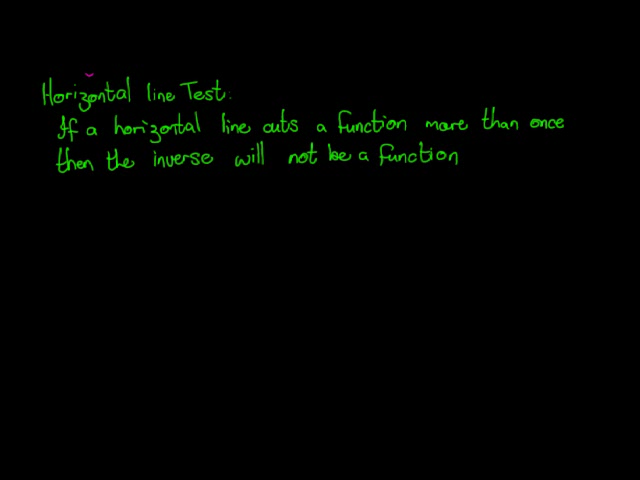 Horizontal line Test:
If a horizontal line cuts a function more than once
then the inverse will not be a function